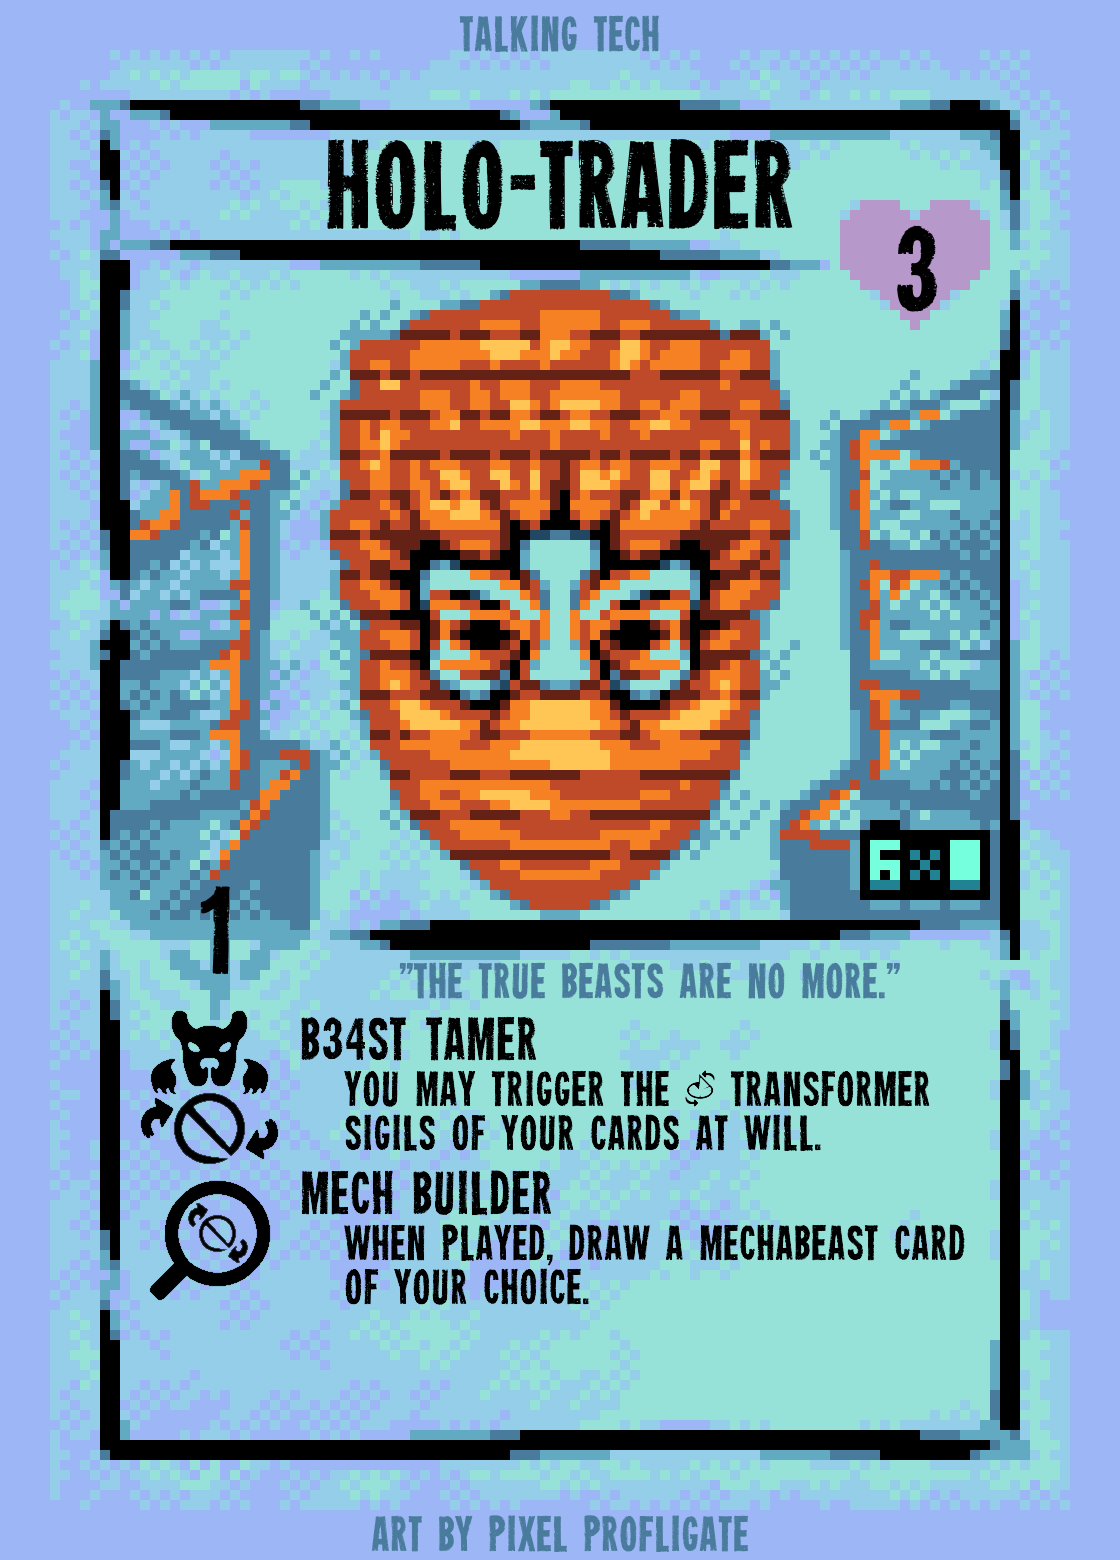 TALKING TECH
HOLO-TRADER
3
6x
1
"THE TRUE BEASTS ARE NO MORE."
B34ST TAMER
YOU MAY TRIGGER THE TRANSFORMER
SIGILS OF YOUR CARDS AT WILL.
MECH BUILDER
WHEN PLAYED, DRAW A MECHABEAST CARD
OF YOUR CHOICE.
ART BY PIXEL PROFLIGATE